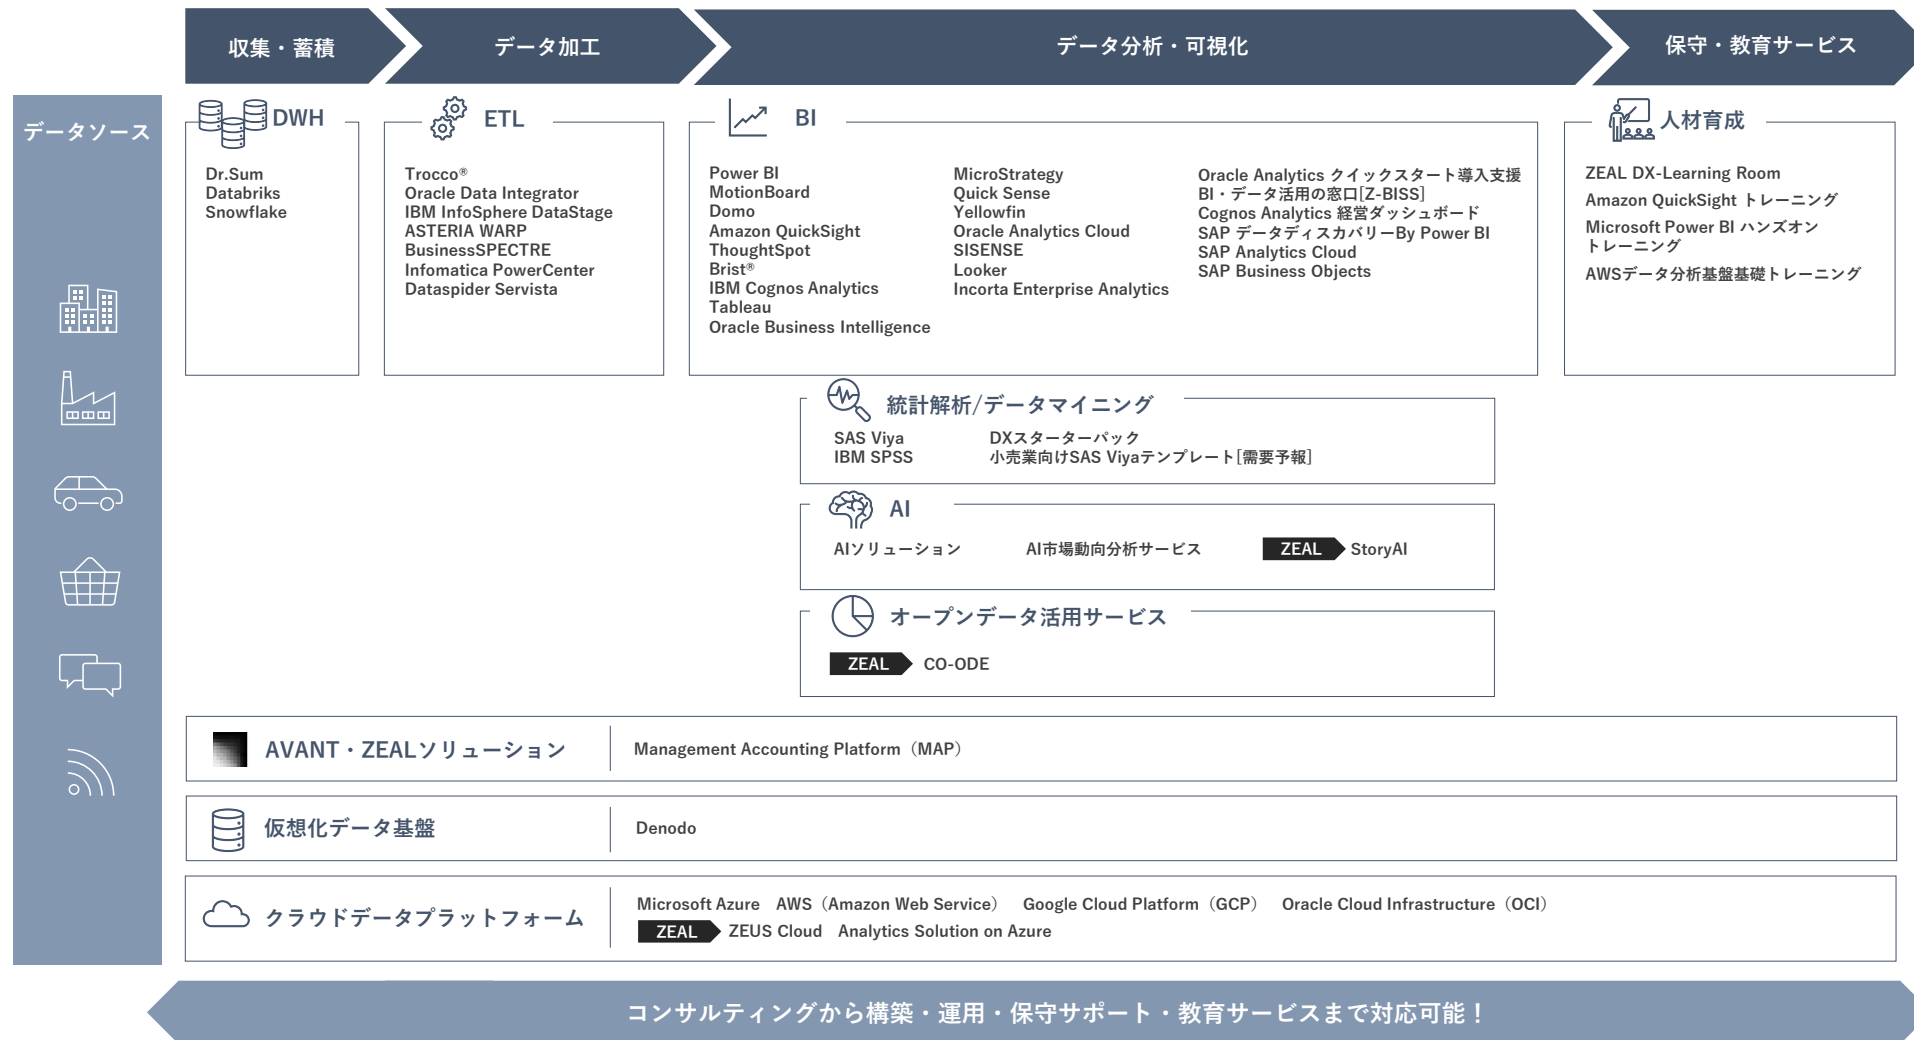 収集・蓄積
データ加工
データ分析・可視化
保守・教育サービス
データソース
DWH
Dr.Sum
Databriks
Snowflake
ETL
Trocco®
Oracle Data Integrator
IBM InfoSphere DataStage
ASTERIA WARP
BusinessSPECTRE
Infomatica PowerCenter
Dataspider Servista
BI
Power BI
MotionBoard
Domo
Amazon QuickSight
ThoughtSpot
Brist®
IBM Cognos Analytics
Tableau
Oracle Business Intelligence
MicroStrategy
Quick Sense
Yellowfin
Oracle Analytics Cloud
SISENSE
Looker
Incorta Enterprise Analytics
Oracle Analytics クイックスタート導入支援
BI・データ活用の窓口[Z-BISS]
Cognos Analytics 経営ダッシュボード
SAP データディスカバリーBy Power BI
SAP Analytics Cloud
SAP Business Objects
人材育成
ZEAL DX-Learning Room
Amazon QuickSight トレーニング
Microsoft Power BI ハンズオン
トレーニング
AWSデータ分析基盤基礎トレーニング
統計解析/データマイニング
SAS Viya
IBM SPSS
DXスターターパック
小売業向けSAS Viyaテンプレート[需要予報]
AI
AIソリューション
AI市場動向分析サービス
ZEAL StoryAI
オープンデータ活用サービス
ZEAL CO-ODE
AVANT・ZEALソリューション
Management Accounting Platform（MAP）
仮想化データ基盤
Denodo
クラウドデータプラットフォーム
Microsoft Azure AWS（Amazon Web Service） Google Cloud Platform（GCP） Oracle Cloud Infrastructure（OCI）
ZEAL ZEUS Cloud Analytics Solution on Azure
コンサルティングから構築・運用・保守サポート・教育サービスまで対応可能！